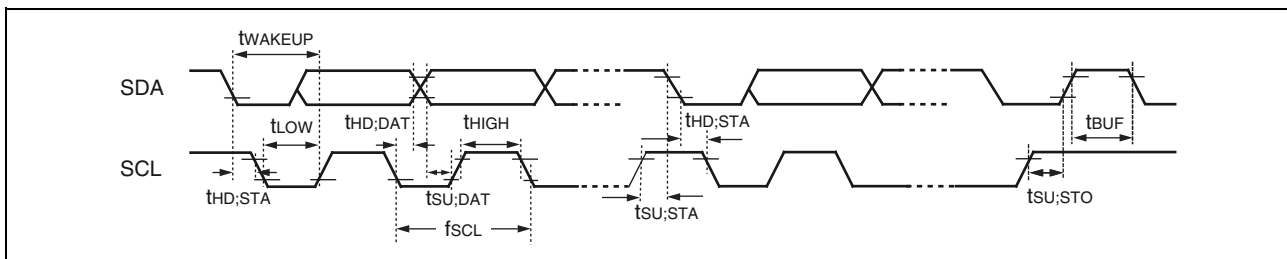 tWAKEUP
SDA
tHD;DAT
tHIGH
tHD;STA
tBUF
tLOW
SCL
tHD;STA
tSU;DAT
tSU;STA
tSU;STO
fSCL